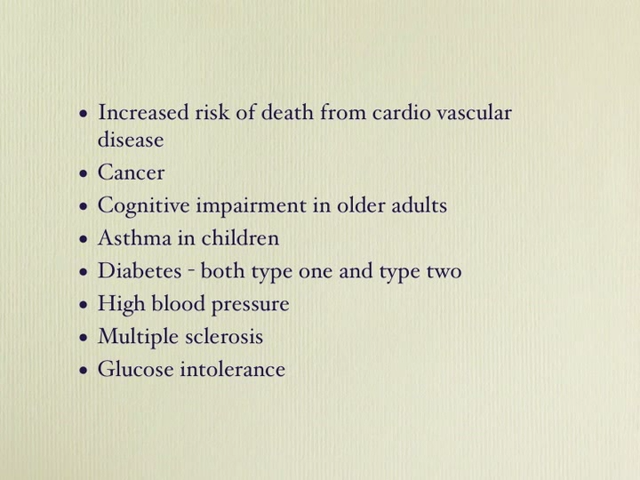 • Increased risk of death from cardio vascular
disease
• Cancer
• Cognitive impairment in older adults
• Asthma in children
• Diabetes - both type one and type two
• High blood pressure
• Multiple sclerosis
• Glucose intolerance